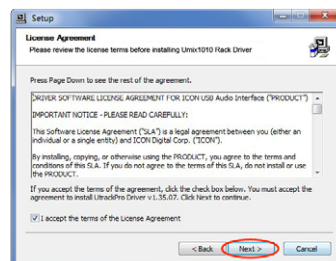 Setup
License Agreement
Please review the license terms before installing Umix1010 Rack Driver
Press Page Down to see the rest of the agreement.
DRIVER SOFTWARE LICENSE AGREEMENT FOR ICON USB Audio Interface ("PRODUCT")
IMPORTANT NOTICE - PLEASE READ CAREFULLY:
This Software License Agreement ("SLA") is a legal agreement between you (either an
individual or a single entity) and ICON Digital Corp. ("ICON").
By installing, copying, or otherwise using the PRODUCT, you agree to the terms and
conditions of this SLA. If you do not agree to the terms of this SLA, do not install or use
the PRODUCT.
If you accept the terms of the agreement, click the check box below. You must accept the
agreement to install UtrackPro Driver v1.35.07. Click Next to continue.
I accept the terms of the License Agreement
< Back
Next >
Cancel